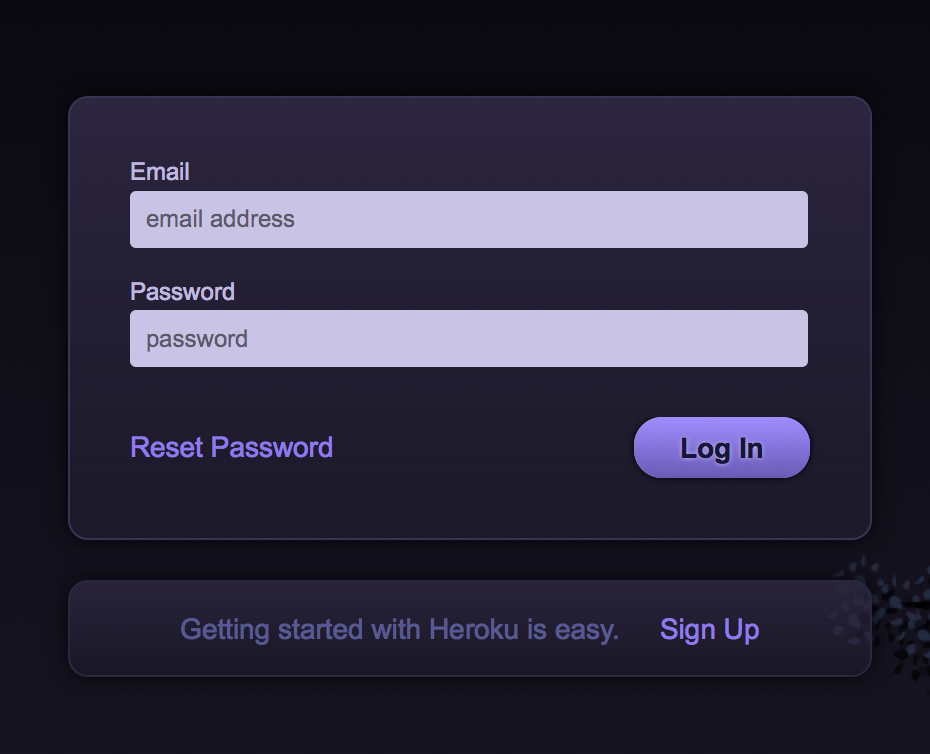 Email
email address
Password
password
Reset Password
Log In
Getting started with Heroku is easy. Sign Up